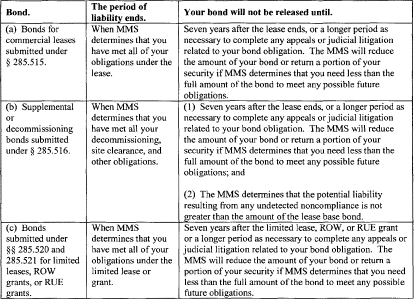 Bond.
The period of
liability ends.
Your bond will not be released until.
(a) Bonds for
commercial leases
submitted under
§ 285.515.
When MMS
determines that you
have met all of your
obligations under the
lease.
Seven years after the lease ends, or a longer period as
necessary to complete any appeals or judicial litigation
related to your bond obligation. The MMS will reduce
the amount of your bond or return a portion of your
security if MMS determines that you need less than the
full amount of the bond to meet any possible future
obligations.
(b) Supplemental
or
decommissioning
bonds submitted
under § 285.516.
When MMS
determines that you
have met all your
decommissioning,
site clearance, and
other obligations.
(1) Seven years after the lease ends, or a longer period as
necessary to complete any appeals or judicial litigation
related to your bond obligation. The MMS will reduce
the amount of your bond or return a portion of your
security if MMS determines that you need less than the
full amount of the bond to meet any possible future
obligations; and
(2) The MMS determines that the potential liability
resulting from any undetected noncompliance is not
greater than the amount of the lease base bond.
(c) Bonds
submitted under
§§ 285.520 and
285.521 for limited
leases, ROW
grants, or RUE
grants.
When MMS
determines that you
have met all of your
obligations under the
limited lease or
grant.
Seven years after the limited lease, ROW, or RUE grant
or a longer period as necessary to complete any appeals or
judicial litigation related to your bond obligation. The
MMS will reduce the amount of your bond or return a
portion of your security if MMS determines that you need
less than the full amount of the bond to meet any possible
future obligations.